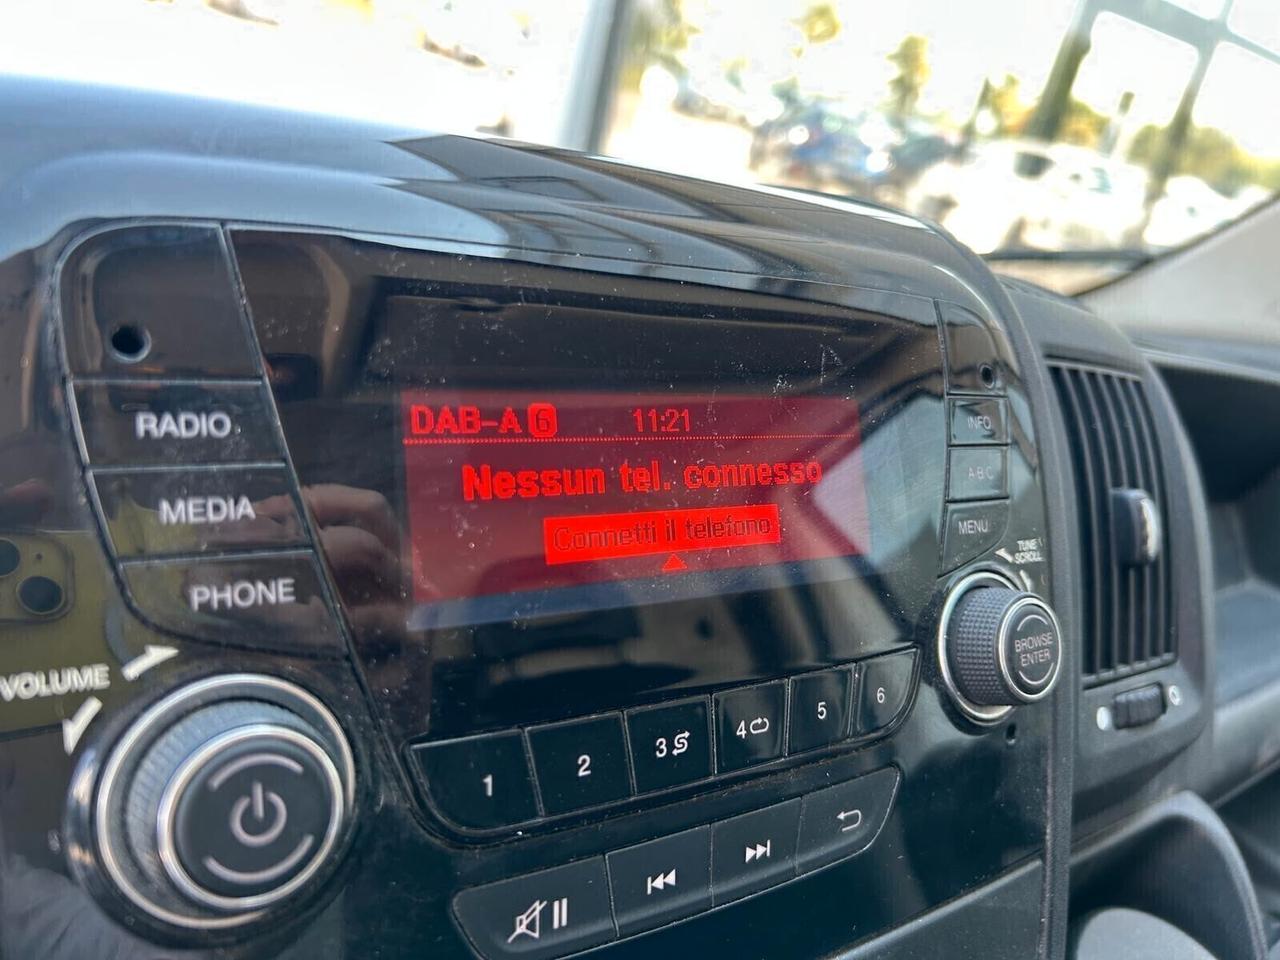 RADIO
MEDIA
PHONE
VOLUME
DAB-A 6 11:21
Nessun tel. connesso
Connetti il telefono
INFO
A-B-C
MENU
TUNE
SCROLL
BROWSE
ENTER
1 2 3 4 5 6